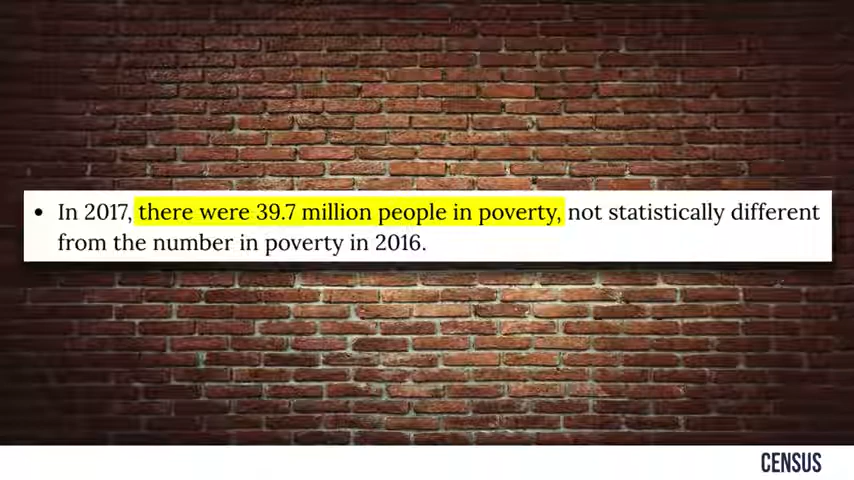 • In 2017, there were 39.7 million people in poverty, not statistically different
from the number in poverty in 2016.
CENSUS